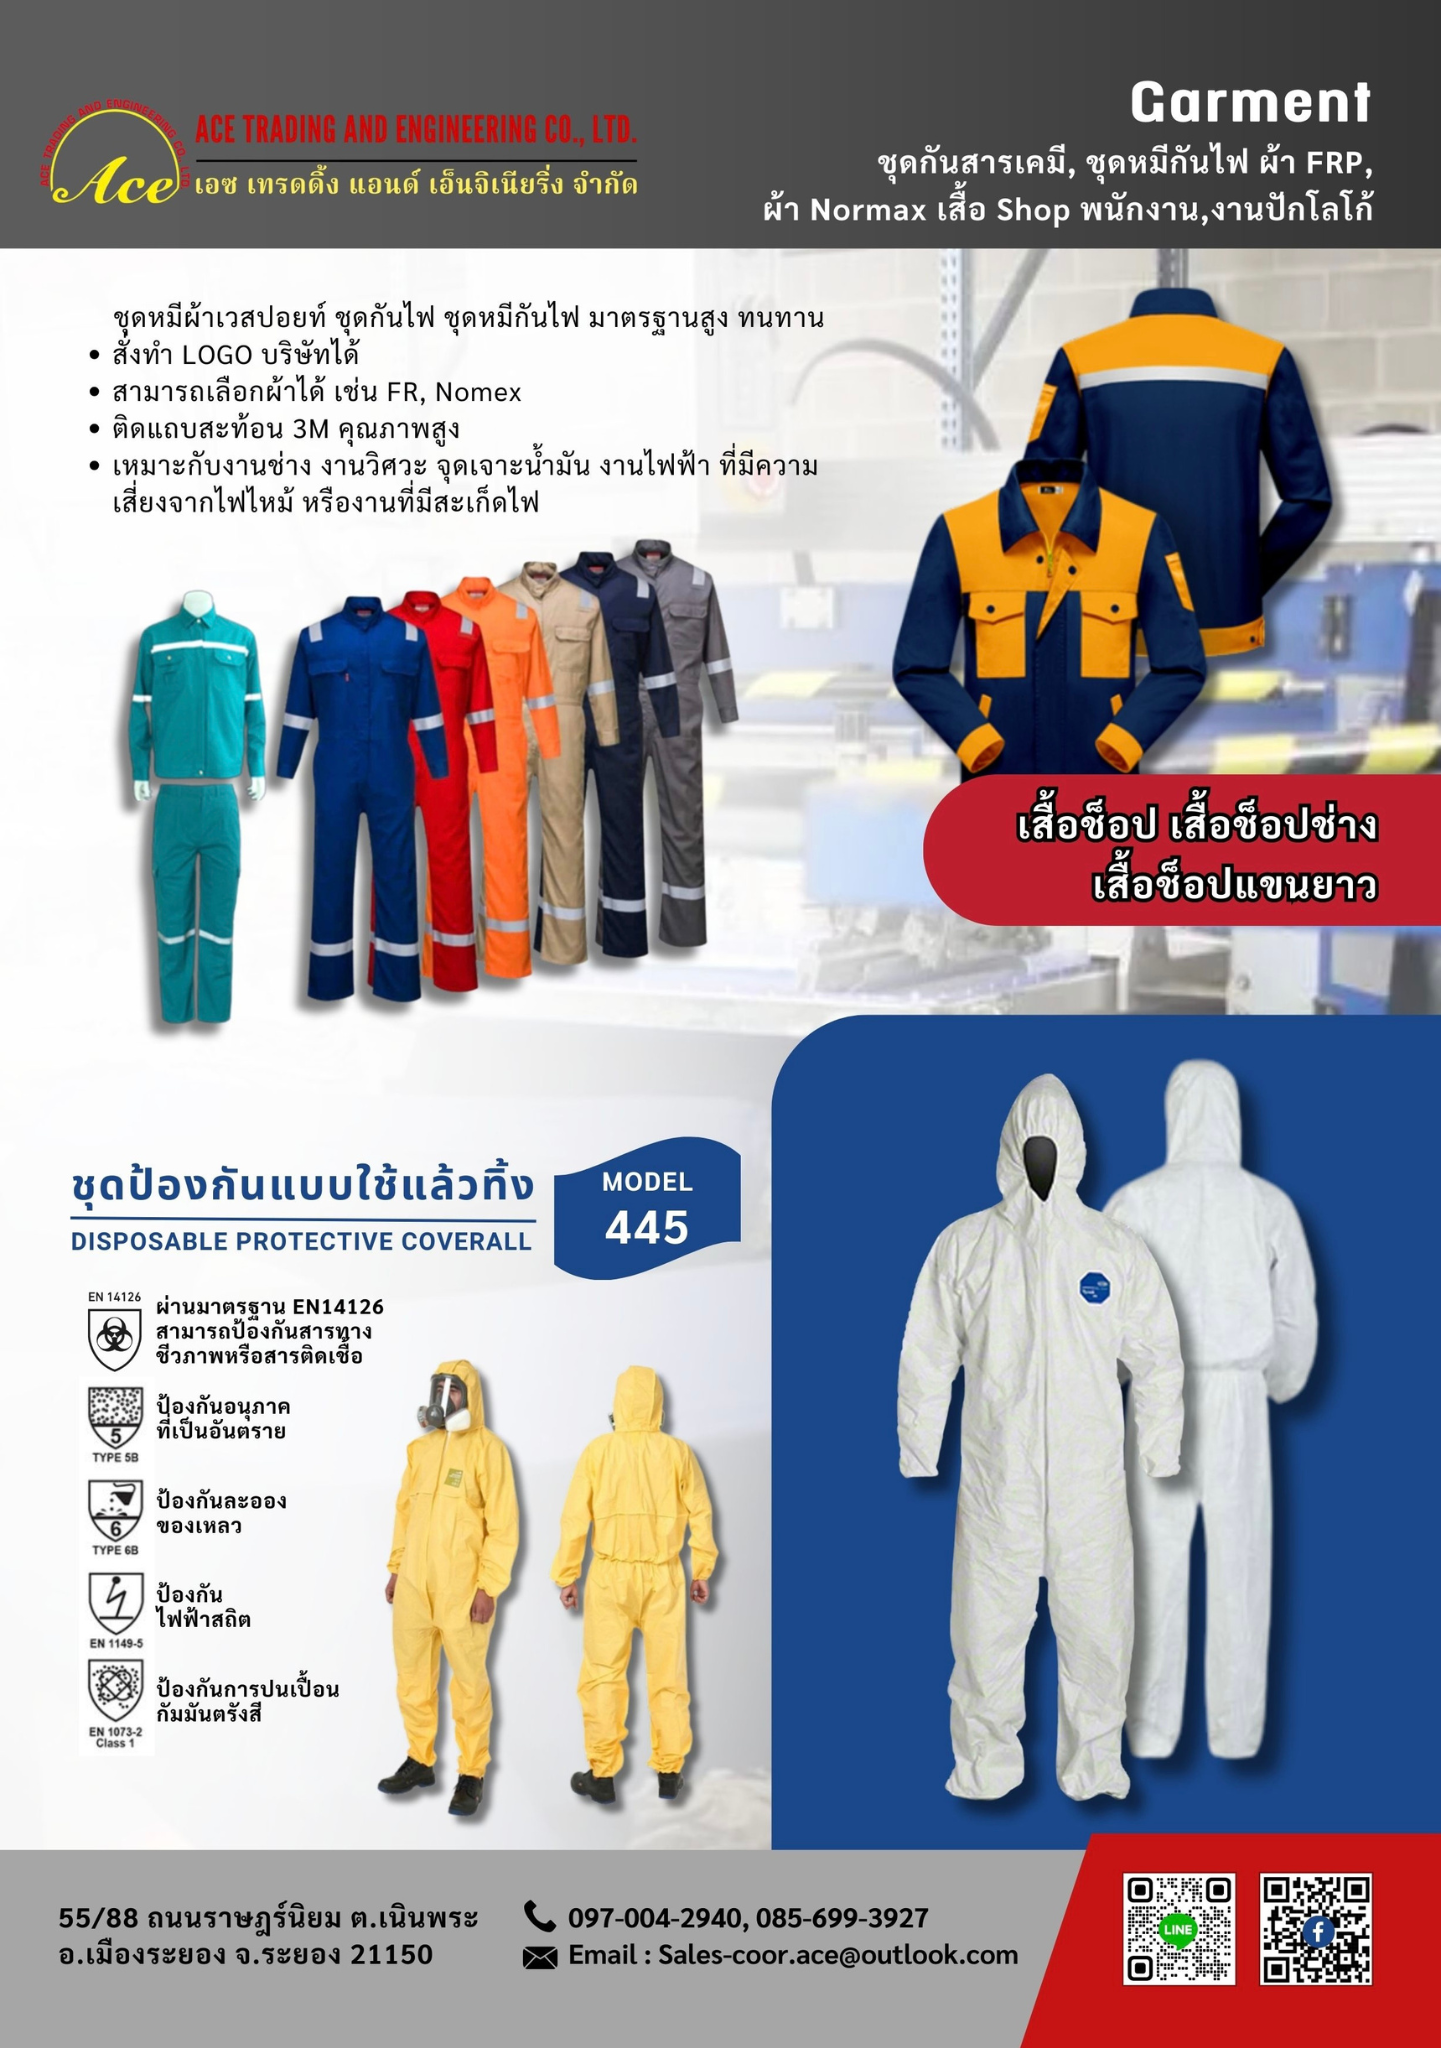 ACE TRADING AND ENGINEERING CO., LTD.
Ace
ACE TRADING AND ENGINEERING CO., LTD.
เอซ เทรดดิ้ง แอนด์ เอ็นจิเนียริ่ง จำกัด
Garment
ชุดกันสารเคมี, ชุดหมีกันไฟ ผ้า FRP,
ผ้า Normax เสื้อ Shop พนักงาน,งานปักโลโก้
ชุดหมีผ้าเวสปอยท์ ชุดกันไฟ ชุดหมีกันไฟ มาตรฐานสูง ทนทาน
• สั่งทำ LOGO บริษัทได้
• สามารถเลือกผ้าได้ เช่น FR, Nomex
• ติดแถบสะท้อน 3M คุณภาพสูง
• เหมาะกับงานช่าง งานวิศวะ จุดเจาะน้ำมัน งานไฟฟ้า ที่มีความ
เสี่ยงจากไฟไหม้ หรืองานที่มีสะเก็ดไฟ
เสื้อช็อป เสื้อช็อปช่าง
เสื้อช็อปแขนยาว
ชุดป้องกันแบบใช้แล้วทิ้ง
DISPOSABLE PROTECTIVE COVERALL
MODEL
445
EN 14126
ผ่านมาตรฐาน EN14126
สามารถป้องกันสารทาง
ชีวภาพหรือสารติดเชื้อ
5
TYPE 5B
ป้องกันอนุภาค
ที่เป็นอันตราย
6
TYPE 6B
ป้องกันละออง
ของเหลว
EN 1149-5
ป้องกัน
ไฟฟ้าสถิต
EN 1073-2
Class 1
ป้องกันการปนเปื้อน
กัมมันตรังสี
55/88 ถนนราษฎร์นิยม ต.เนินพระ
อ.เมืองระยอง จ.ระยอง 21150
097-004-2940, 085-699-3927
Email : Sales-coor.ace@outlook.com
LINE
f